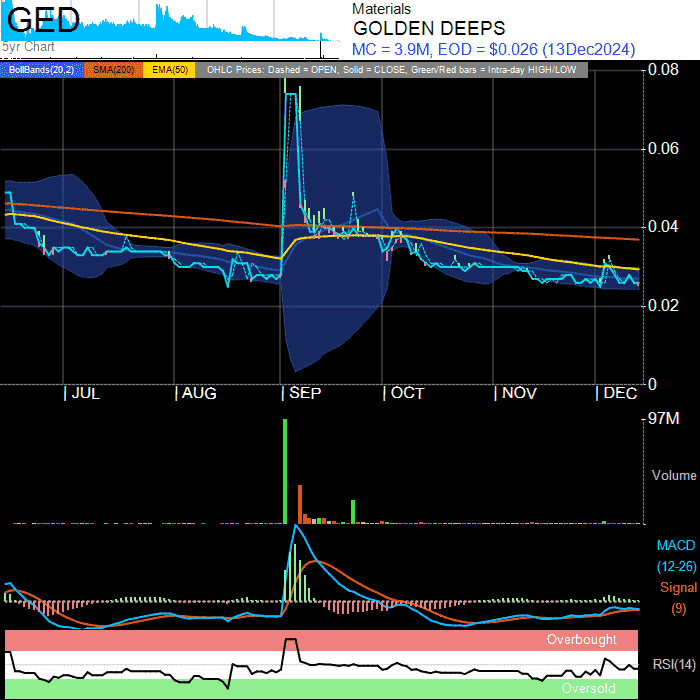 GED
5yr Chart
Materials
GOLDEN DEEPS
MC = 3.9M, EOD = $0.026 (13Dec2024)
BollBands(20,2) SMA(200) EMA(50) OHLC Prices: Dashed = OPEN, Solid = CLOSE, Green/Red bars = Intra-day HIGH/LOW
0.08
0.06
0.04
0.02
0
| JUL | AUG | SEP | OCT | NOV | DEC
97M
Volume
MACD
(12-26)
Signal
(9)
Overbought
RSI(14)
Oversold